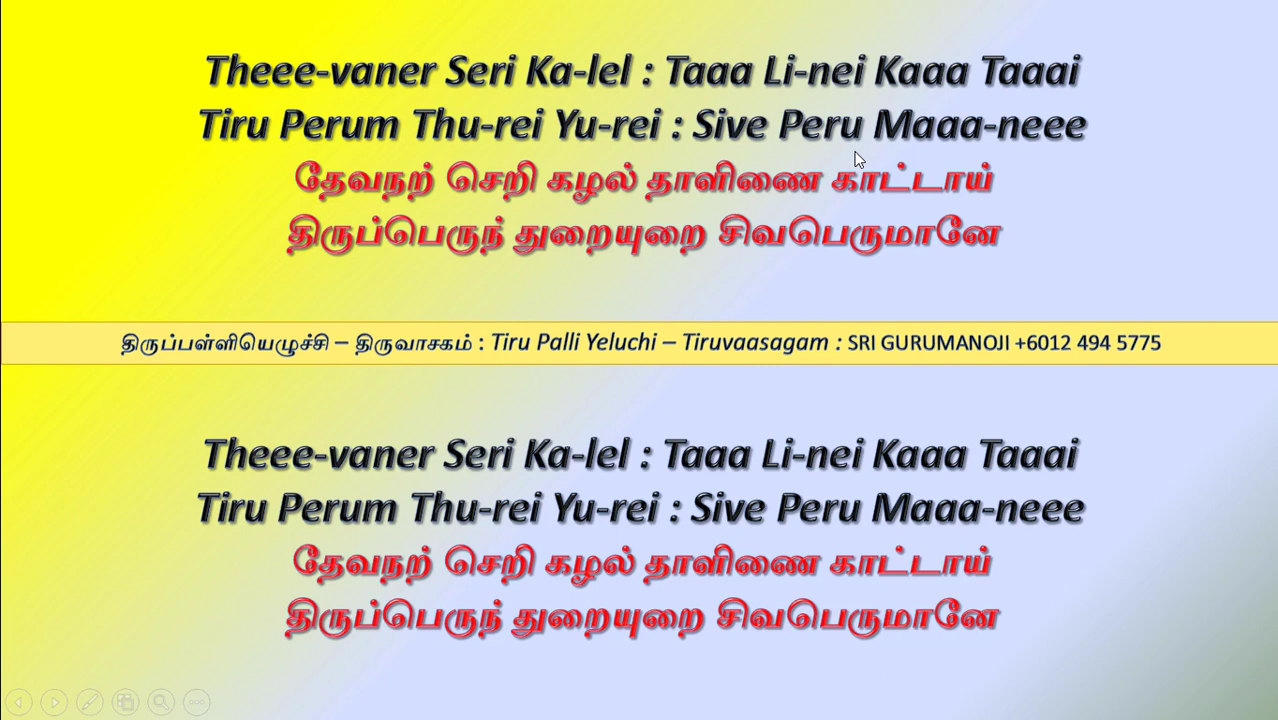 Theee-vaner Seri Ka-lel : Taaa Li-nei Kaaa Taaai
Tiru Perum Thu-rei Yu-rei : Sive Peru Maaa-neee
தேவநற் செறி கழல் தாளிணை காட்டாய்
திருப்பெருந் துறையுறை சிவபெருமானே
திருப்பள்ளியெழுச்சி – திருவாசகம் : Tiru Palli Yeluchi – Tiruvaasagam : SRI GURUMANOJI +6012 494 5775
Theee-vaner Seri Ka-lel : Taaa Li-nei Kaaa Taaai
Tiru Perum Thu-rei Yu-rei : Sive Peru Maaa-neee
தேவநற் செறி கழல் தாளிணை காட்டாய்
திருப்பெருந் துறையுறை சிவபெருமானே